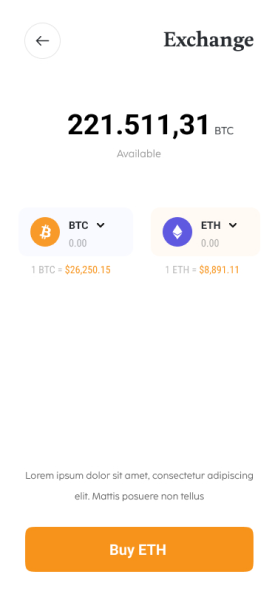 Exchange
221.511,31 BTC
Available
BTC ETH
0.00 0.00
1 BTC = $26,250.15 1 ETH = $8,891.11
Lorem ipsum dolor sit amet, consectetur adipiscing
elit. Mattis posuere non tellus
Buy ETH